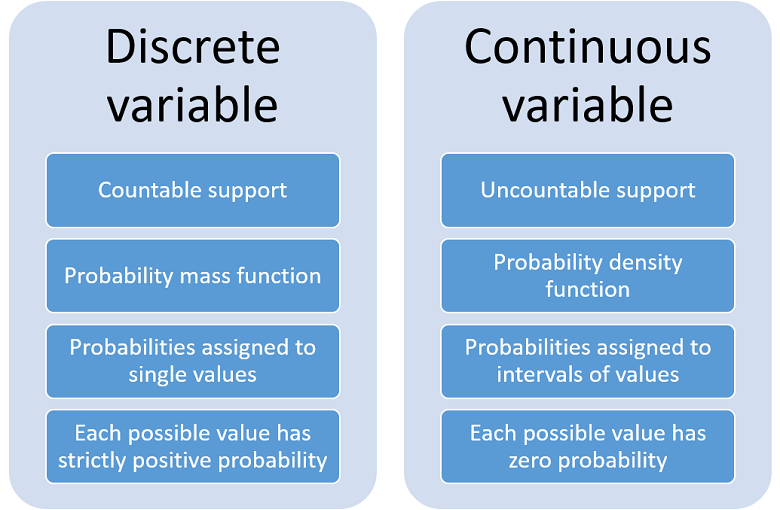 Discrete
variable
Countable support
Probability mass function
Probabilities assigned to
single values
Each possible value has
strictly positive probability
Continuous
variable
Uncountable support
Probability density
function
Probabilities assigned to
intervals of values
Each possible value has
zero probability